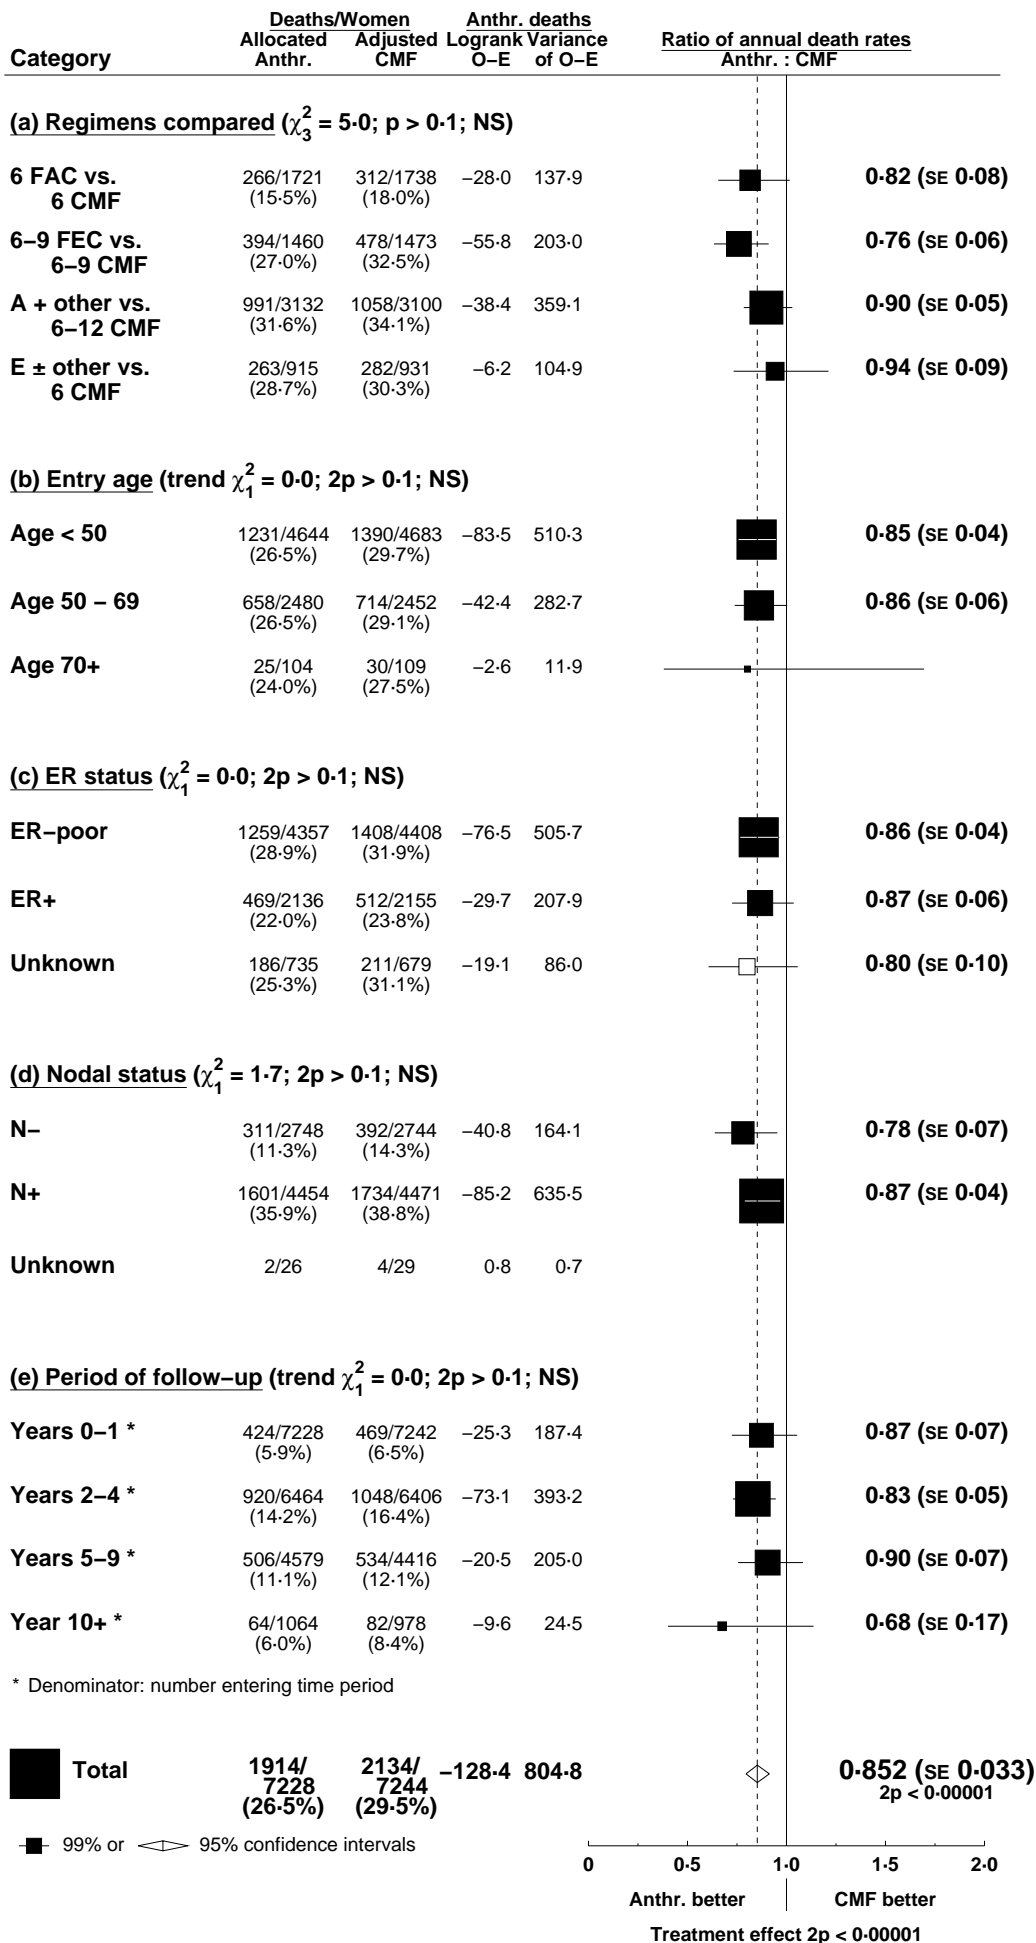 Deaths/Women Anthr. deaths
Allocated Adjusted Logrank Variance Ratio of annual death rates
Category Anthr. CMF O−E of O−E Anthr. : CMF
(a) Regimens compared (χ²₃ = 5·0; p > 0·1; NS)
6 FAC vs. 266/1721 312/1738 −28·0 137·9 0·82 (SE 0·08)
6 CMF (15·5%) (18·0%)
6−9 FEC vs. 394/1460 478/1473 −55·8 203·0 0·76 (SE 0·06)
6−9 CMF (27·0%) (32·5%)
A + other vs. 991/3132 1058/3100 −38·4 359·1 0·90 (SE 0·05)
6−12 CMF (31·6%) (34·1%)
E ± other vs. 263/915 282/931 −6·2 104·9 0·94 (SE 0·09)
6 CMF (28·7%) (30·3%)
(b) Entry age (trend χ²₁ = 0·0; 2p > 0·1; NS)
Age < 50 1231/4644 1390/4683 −83·5 510·3 0·85 (SE 0·04)
(26·5%) (29·7%)
Age 50 − 69 658/2480 714/2452 −42·4 282·7 0·86 (SE 0·06)
(26·5%) (29·1%)
Age 70+ 25/104 30/109 −2·6 11·9
(24·0%) (27·5%)
(c) ER status (χ²₁ = 0·0; 2p > 0·1; NS)
ER−poor 1259/4357 1408/4408 −76·5 505·7 0·86 (SE 0·04)
(28·9%) (31·9%)
ER+ 469/2136 512/2155 −29·7 207·9 0·87 (SE 0·06)
(22·0%) (23·8%)
Unknown 186/735 211/679 −19·1 86·0 0·80 (SE 0·10)
(25·3%) (31·1%)
(d) Nodal status (χ²₁ = 1·7; 2p > 0·1; NS)
N− 311/2748 392/2744 −40·8 164·1 0·78 (SE 0·07)
(11·3%) (14·3%)
N+ 1601/4454 1734/4471 −85·2 635·5 0·87 (SE 0·04)
(35·9%) (38·8%)
Unknown 2/26 4/29 0·8 0·7
(e) Period of follow−up (trend χ²₁ = 0·0; 2p > 0·1; NS)
Years 0−1 * 424/7228 469/7242 −25·3 187·4 0·87 (SE 0·07)
(5·9%) (6·5%)
Years 2−4 * 920/6464 1048/6406 −73·1 393·2 0·83 (SE 0·05)
(14·2%) (16·4%)
Years 5−9 * 506/4579 534/4416 −20·5 205·0 0·90 (SE 0·07)
(11·1%) (12·1%)
Year 10+ * 64/1064 82/978 −9·6 24·5 0·68 (SE 0·17)
(6·0%) (8·4%)
* Denominator: number entering time period
Total 1914/ 2134/ −128·4 804·8 0·852 (SE 0·033)
7228 7244 2p < 0·00001
(26·5%) (29·5%)
99% or 95% confidence intervals
0 0·5 1·0 1·5 2·0
Anthr. better CMF better
Treatment effect 2p < 0·00001